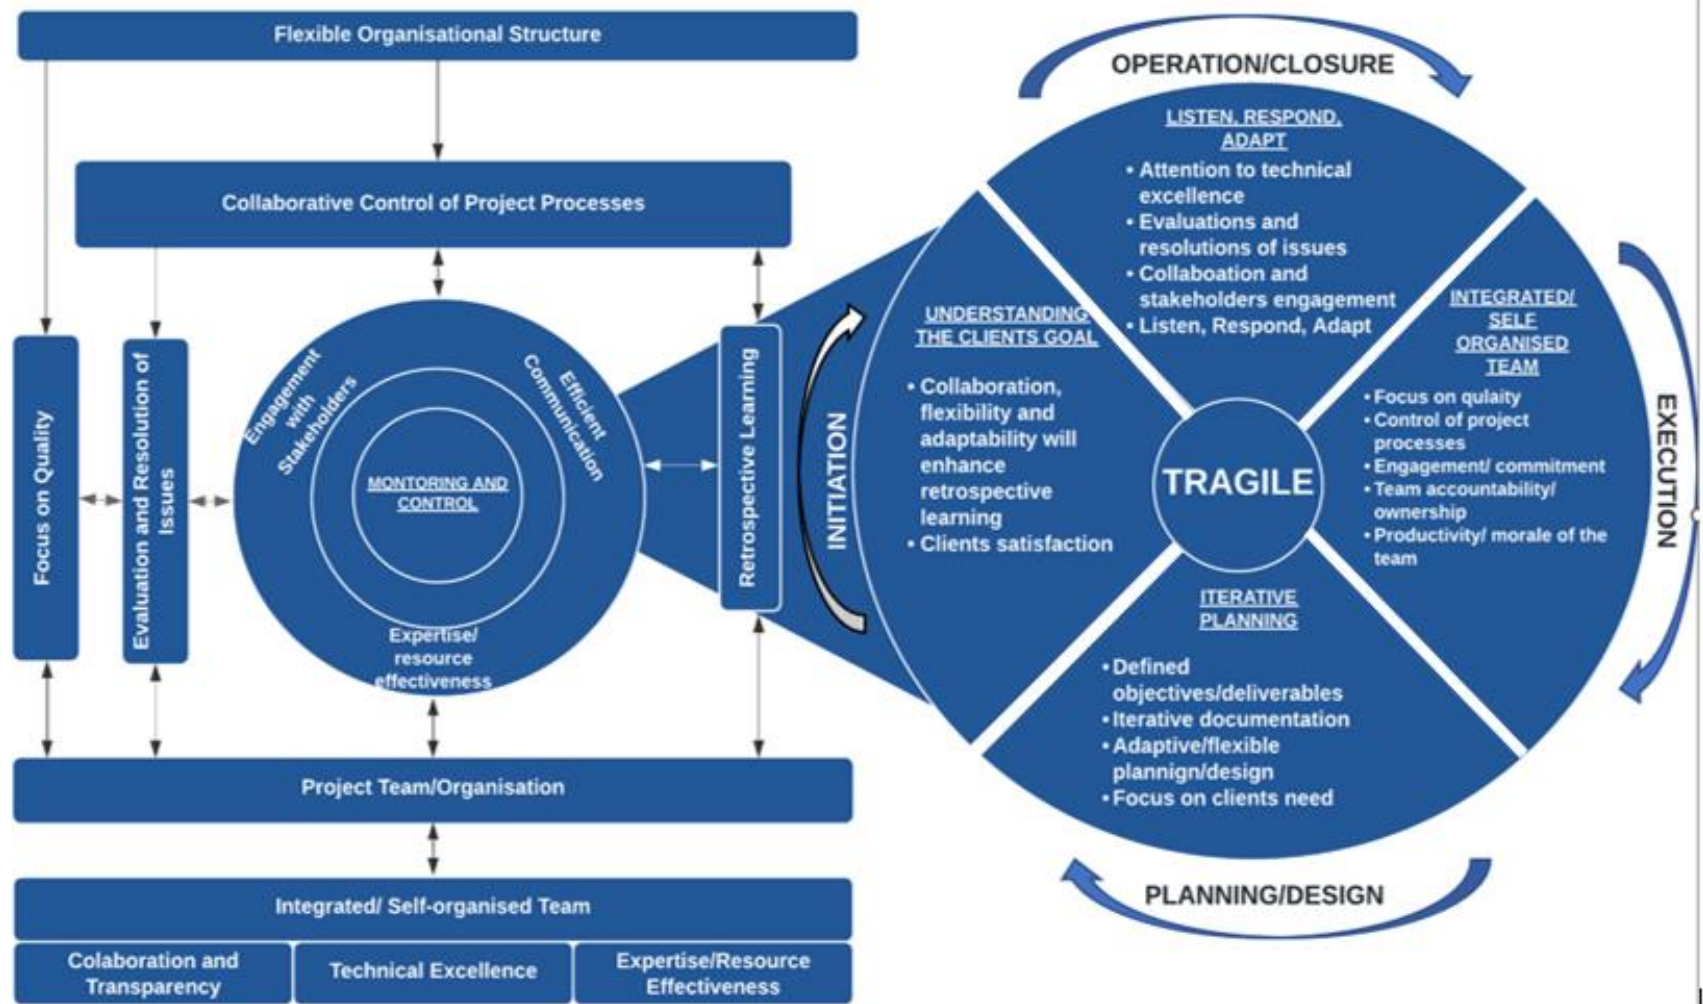 Flexible Organisational Structure
Collaborative Control of Project Processes
Focus on Quality
Evaluation and Resolution of
Issues
Engagement
with
Stakeholders
Efficient
Communication
MONTORING AND
CONTROL
Expertise/
resource
effectiveness
Retrospective Learning
Project Team/Organisation
Integrated/ Self-organised Team
Colaboration and
Transparency
Technical Excellence
Expertise/Resource
Effectiveness
OPERATION/CLOSURE
LISTEN, RESPOND,
ADAPT
• Attention to technical
excellence
• Evaluations and
resolutions of issues
• Collaboation and
stakeholders engagement
• Listen, Respond, Adapt
INITIATION
UNDERSTANDING
THE CLIENTS GOAL
• Collaboration,
flexibility and
adaptability will
enhance
retrospective
learning
• Clients satisfaction
TRAGILE
INTEGRATED/
SELF
ORGANISED
TEAM
• Focus on qulaity
• Control of project
processes
• Engagement/ commitment
• Team accountability/
ownership
• Productivity/ morale of the
team
EXECUTION
ITERATIVE
PLANNING
• Defined
objectives/deliverables
• Iterative documentation
• Adaptive/flexible
plannign/design
• Focus on clients need
PLANNING/DESIGN